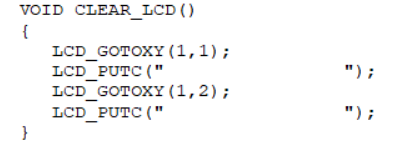 VOID CLEAR_LCD()
{
   LCD_GOTOXY(1,1);
   LCD_PUTC("                ");
   LCD_GOTOXY(1,2);
   LCD_PUTC("                ");
}